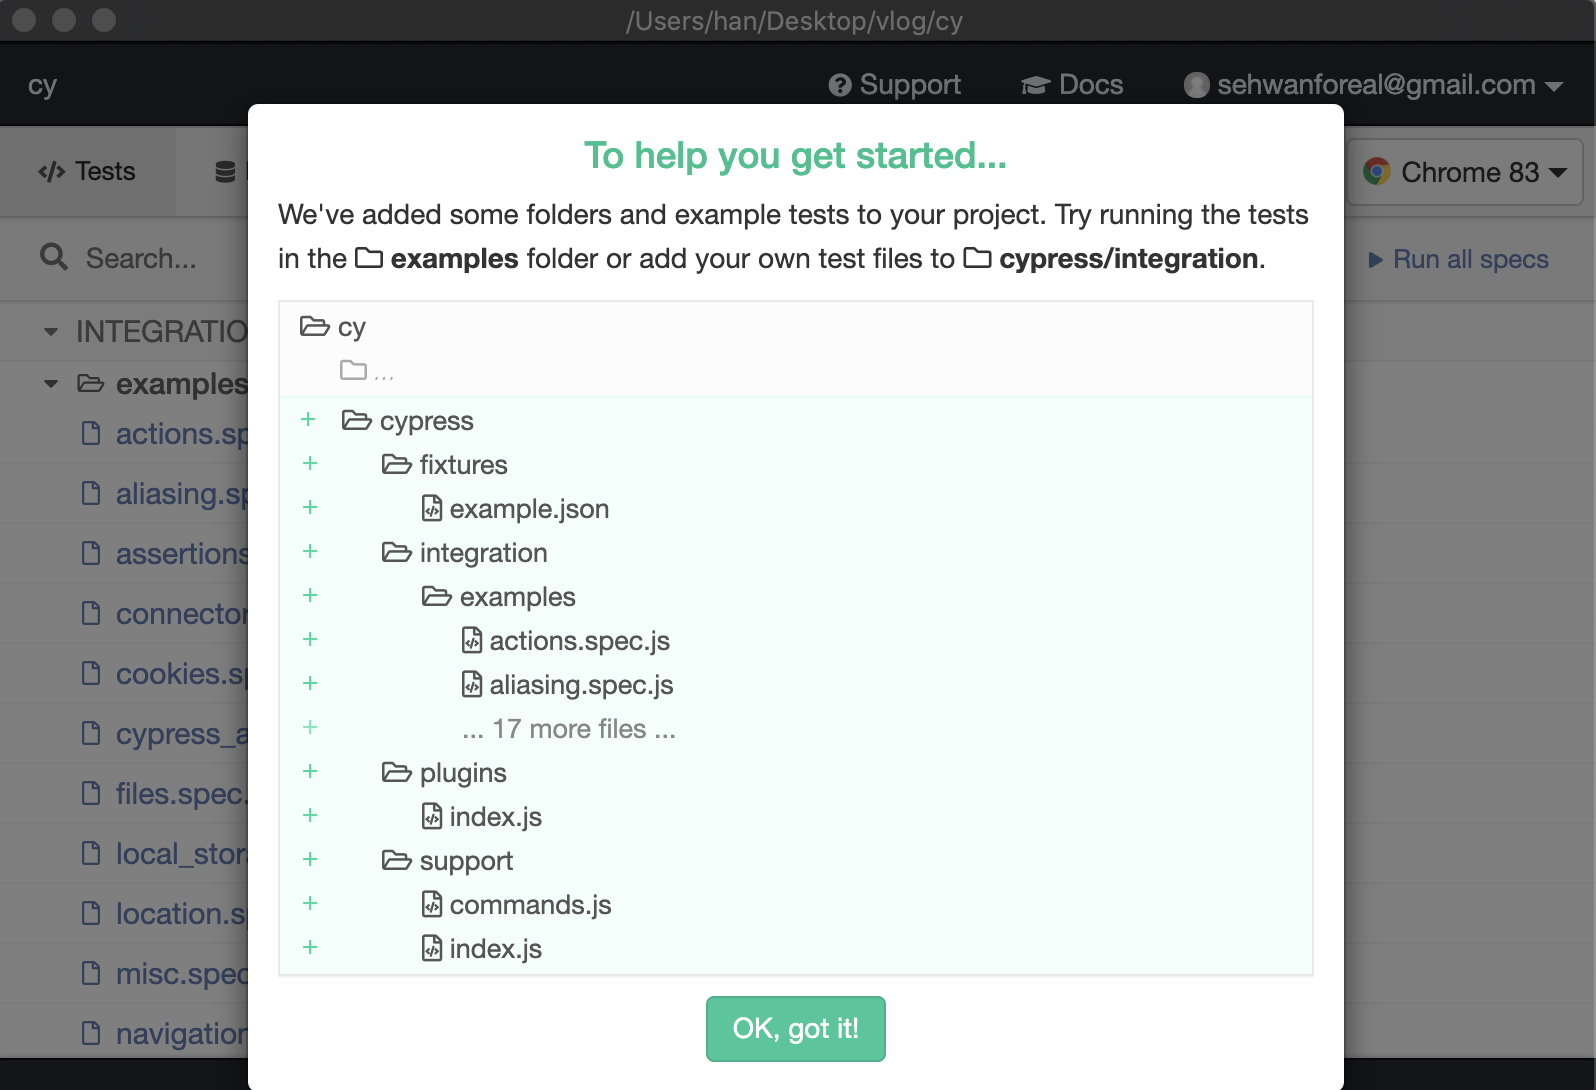 /Users/han/Desktop/vlog/cy
cy
Support
Docs
sehwanforeal@gmail.com
Tests
Chrome 83
Search...
Run all specs
INTEGRATIO
examples
actions.sp
aliasing.sp
assertions
connector
cookies.sp
cypress_a
files.spec.
local_stora
location.s
misc.spec
navigation
To help you get started...
We've added some folders and example tests to your project. Try running the tests
in the examples folder or add your own test files to cypress/integration.
cy
...
+ cypress
+ fixtures
+ example.json
+ integration
+ examples
+ actions.spec.js
+ aliasing.spec.js
+ ... 17 more files ...
+ plugins
+ index.js
+ support
+ commands.js
+ index.js
OK, got it!